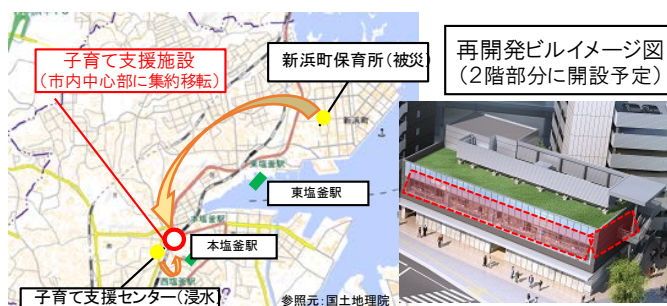 子育て支援施設
(市内中心部に集約移転)
新浜町保育所(被災)
再開発ビルイメージ図
(2階部分に開設予定)
新浜町
東塩釜駅
東塩釜駅
本塩釜駅
本塩釜駅
西塩釜駅
子育て支援センター(浸水)
参照元:国土地理院